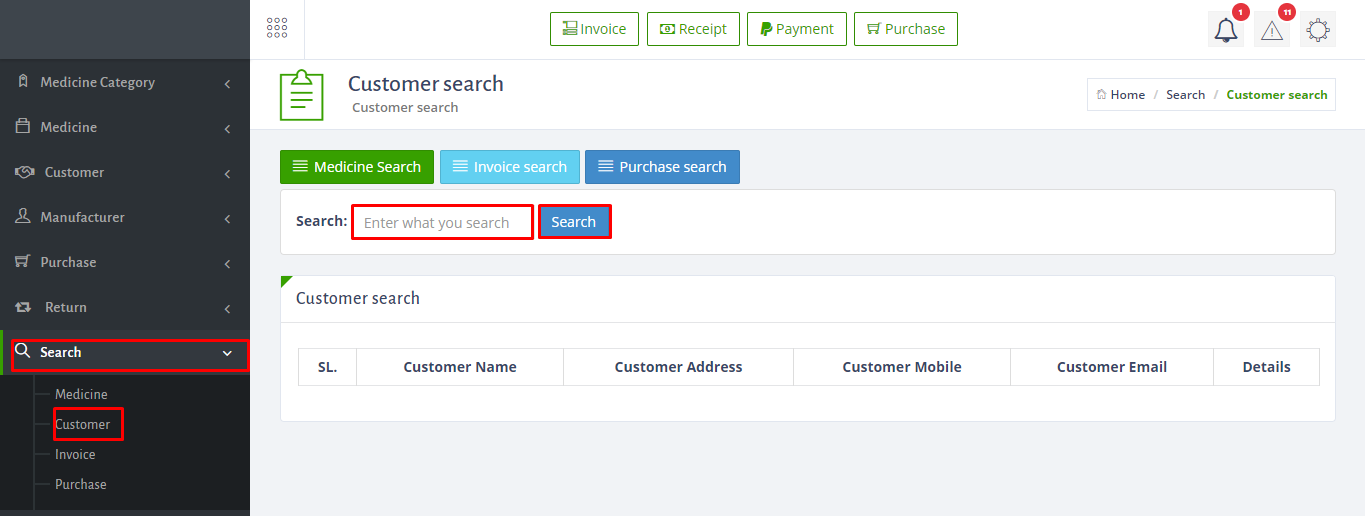 1
11
Invoice
Receipt
Payment
Purchase
Medicine Category
Medicine
Customer
Manufacturer
Purchase
Return
Search
Medicine
Customer
Invoice
Purchase
Customer search
Customer search
Home / Search / Customer search
Medicine Search
Invoice search
Purchase search
Search: Enter what you search Search
Customer search
SL. Customer Name Customer Address Customer Mobile Customer Email Details